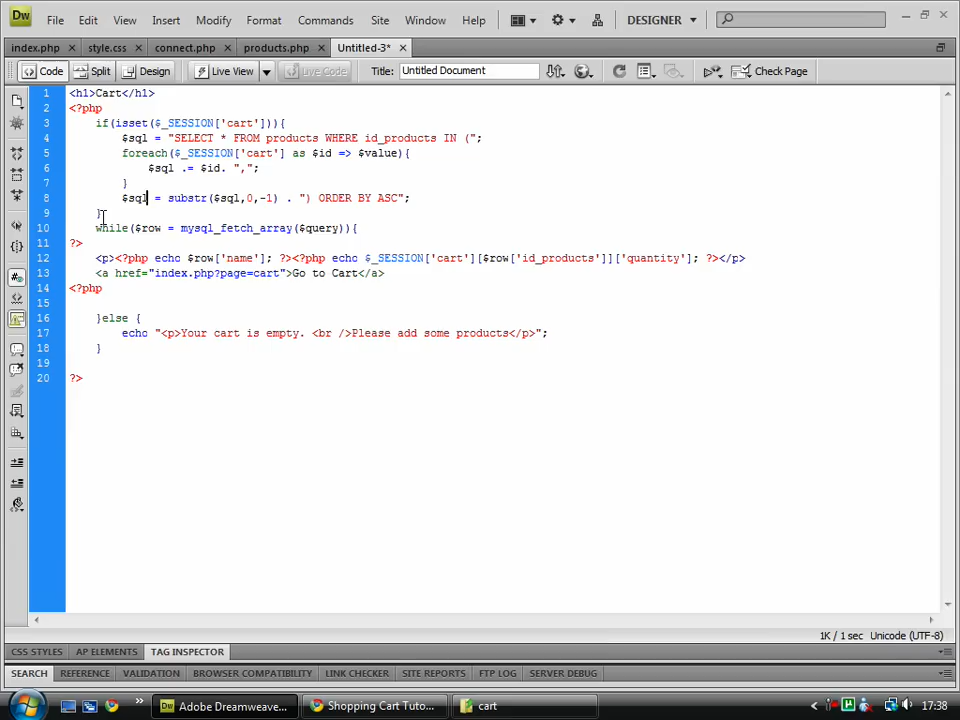 Dw File Edit View Insert Modify Format Commands Site Window Help DESIGNER
index.php style.css connect.php products.php Untitled-3*
Code Split Design Live View Live Code Title: Untitled Document Check Page
1 <h1>Cart</h1>
2 <?php
3 if(isset($_SESSION['cart'])){
4 $sql = "SELECT * FROM products WHERE id_products IN (";
5 foreach($_SESSION['cart'] as $id => $value){
6 $sql .= $id. ",";
7 }
8 $sql = substr($sql,0,-1) . ") ORDER BY ASC";
9 }
10 while($row = mysql_fetch_array($query)){
11 ?>
12 <p><?php echo $row['name']; ?><?php echo $_SESSION['cart'][$row['id_products']]['quantity']; ?></p>
13 <a href="index.php?page=cart">Go to Cart</a>
14 <?php
15
16 }else {
17 echo "<p>Your cart is empty. <br />Please add some products</p>";
18 }
19
20 ?>
1K / 1 sec Unicode (UTF-8)
CSS STYLES AP ELEMENTS TAG INSPECTOR
SEARCH REFERENCE VALIDATION BROWSER COMPATIBILITY LINK CHECKER SITE REPORTS FTP LOG SERVER DEBUG
Adobe Dreamweave... Shopping Cart Tuto... cart 17:38